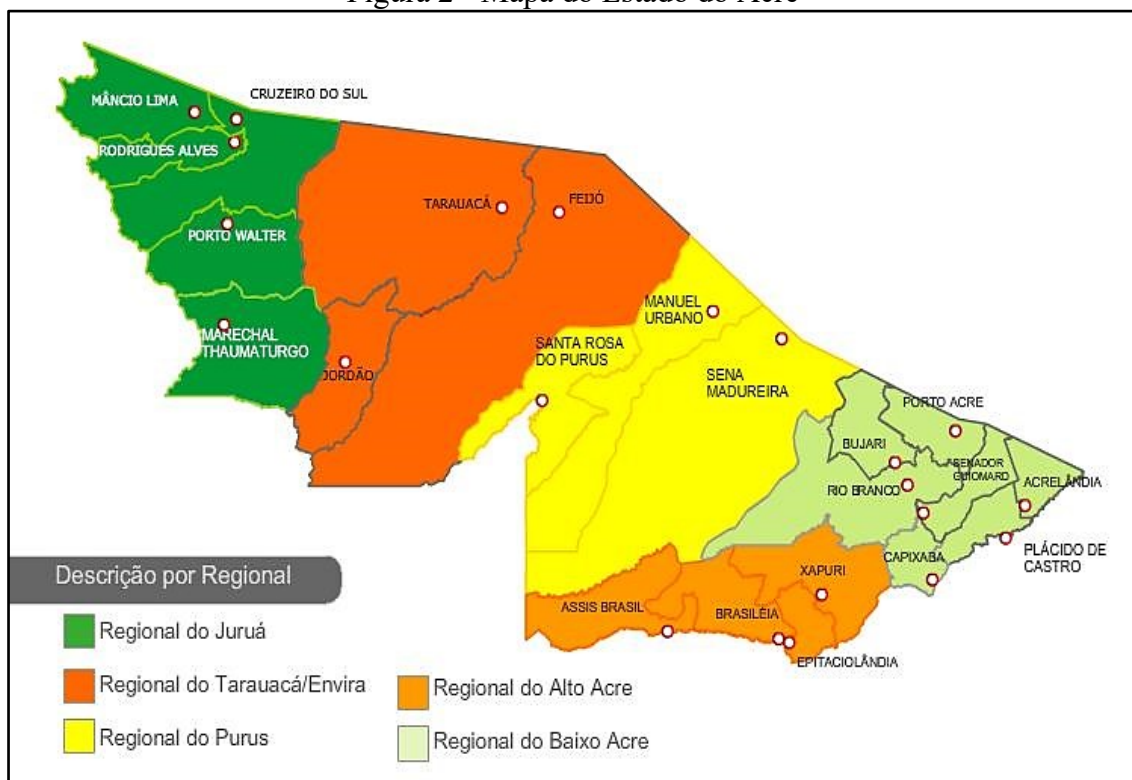 Figura 2 - Mapa do Estado do Acre
MÂNCIO LIMA
CRUZEIRO DO SUL
RODRIGUES ALVES
PORTO WALTER
MARECHAL
THAUMATURGO
TARAUACÁ
FEIJÓ
JORDÃO
SANTA ROSA
DO PURUS
MANUEL
URBANO
SENA
MADUREIRA
PORTO ACRE
BUJARI
SENADOR
GUIOMARD
ACRELÂNDIA
RIO BRANCO
CAPIXABA
PLÁCIDO DE
CASTRO
XAPURI
ASSIS BRASIL
BRASILÉIA
EPITACIOLÂNDIA
Descrição por Regional
Regional do Juruá
Regional do Tarauacá/Envira
Regional do Purus
Regional do Alto Acre
Regional do Baixo Acre